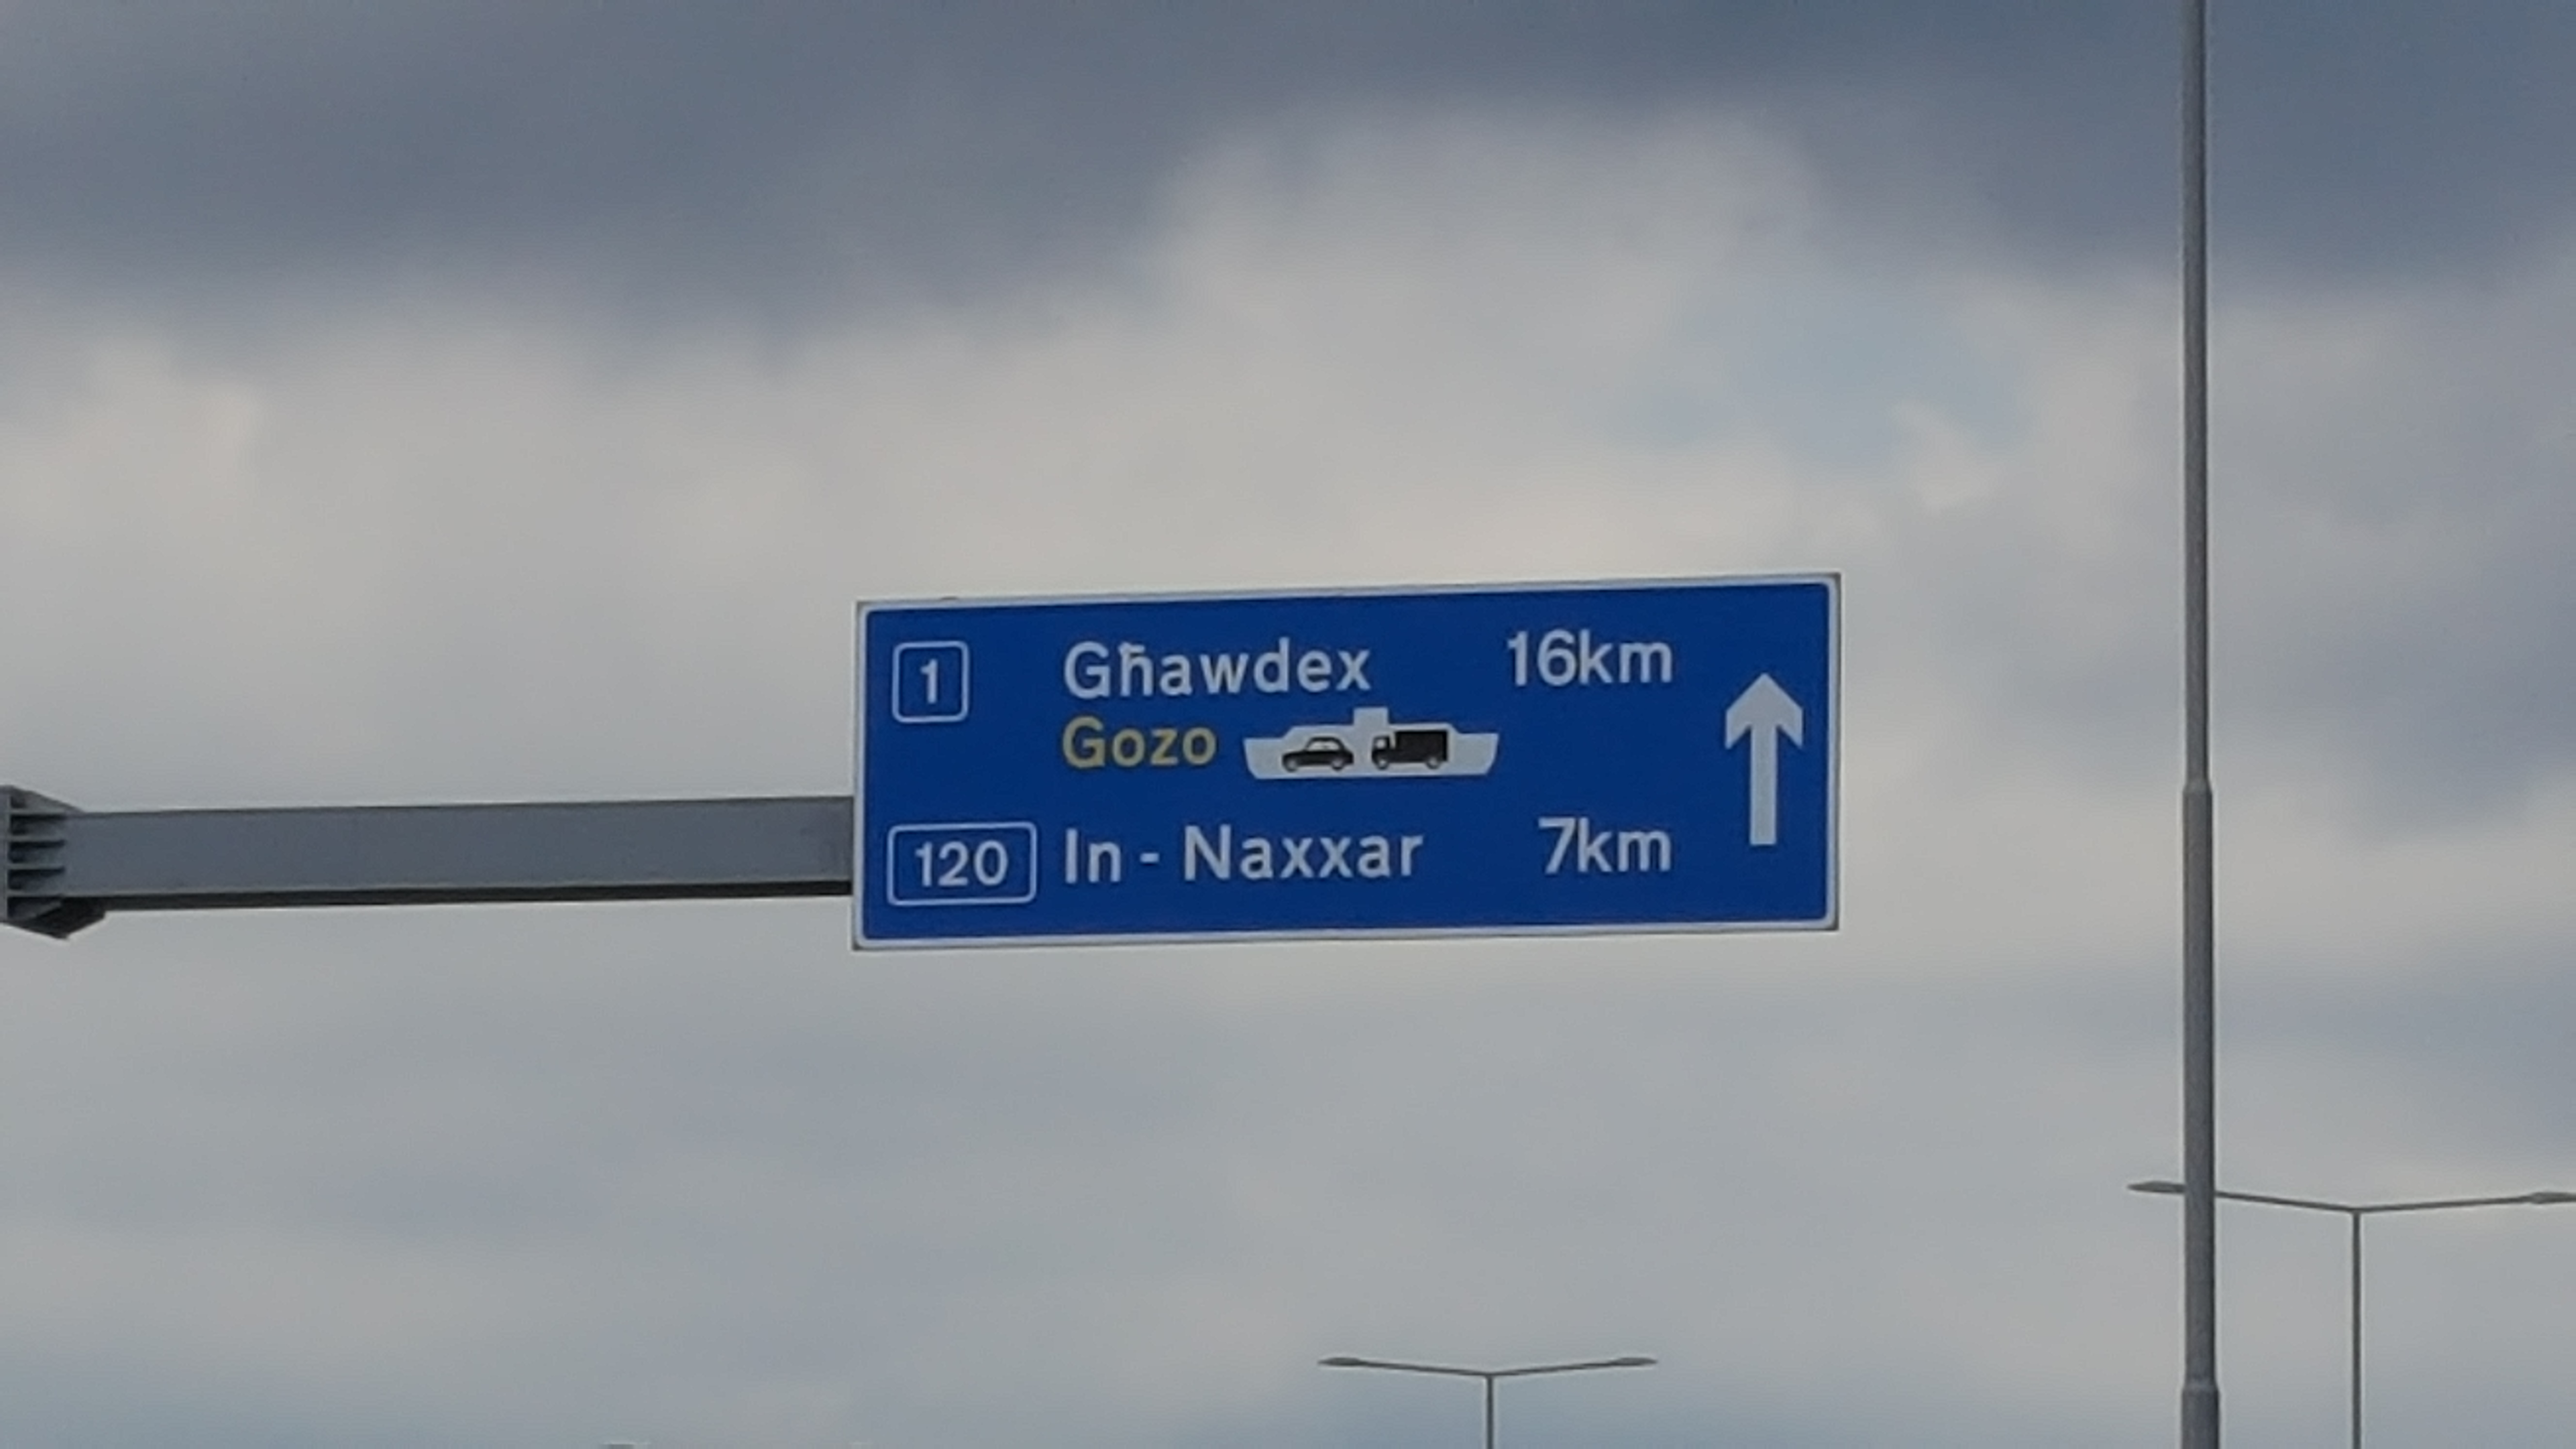 1 Għawdex 16km
Gozo
120 In - Naxxar 7km